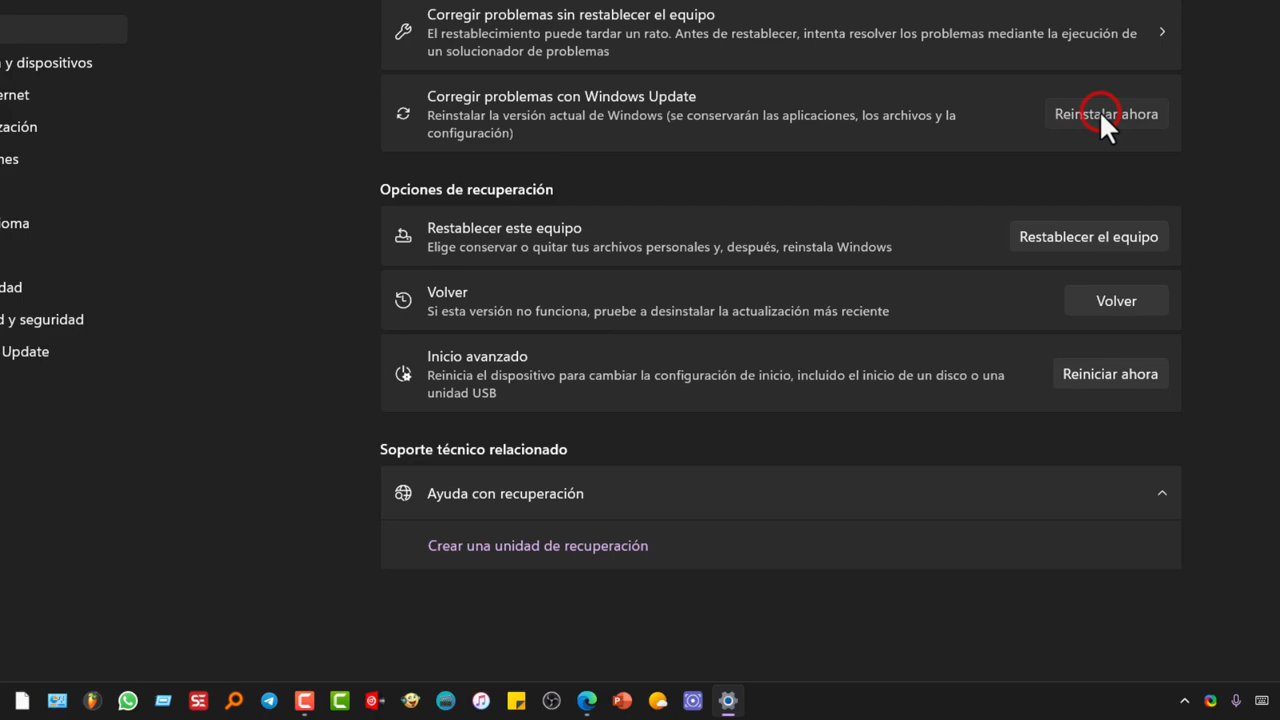 Corregir problemas sin restablecer el equipo
El restablecimiento puede tardar un rato. Antes de restablecer, intenta resolver los problemas mediante la ejecución de
un solucionador de problemas
y dispositivos
ernet
Corregir problemas con Windows Update
Reinstalar la versión actual de Windows (se conservarán las aplicaciones, los archivos y la
configuración)
Reinstalar ahora
zación
nes
Opciones de recuperación
ioma
Restablecer este equipo
Elige conservar o quitar tus archivos personales y, después, reinstala Windows
Restablecer el equipo
dad
Volver
Si esta versión no funciona, pruebe a desinstalar la actualización más reciente
Volver
d y seguridad
Update
Inicio avanzado
Reinicia el dispositivo para cambiar la configuración de inicio, incluido el inicio de un disco o una
unidad USB
Reiniciar ahora
Soporte técnico relacionado
Ayuda con recuperación
Crear una unidad de recuperación